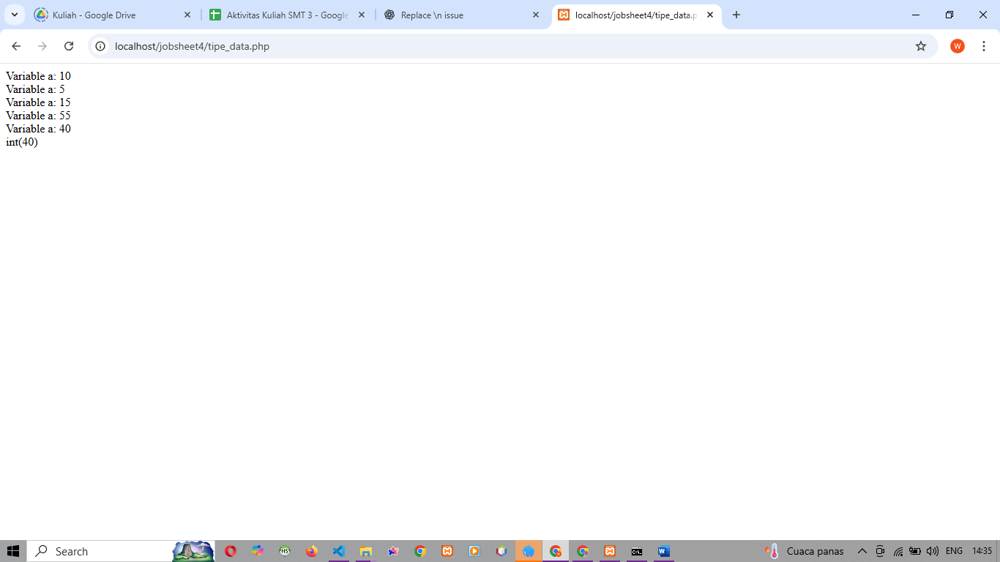 Kuliah - Google Drive
Aktivitas Kuliah SMT 3 - Google
Replace \n issue
localhost/jobsheet4/tipe_data.p
localhost/jobsheet4/tipe_data.php
W
Variable a: 10
Variable a: 5
Variable a: 15
Variable a: 55
Variable a: 40
int(40)
Search
HS
Cuaca panas
ENG
14:35